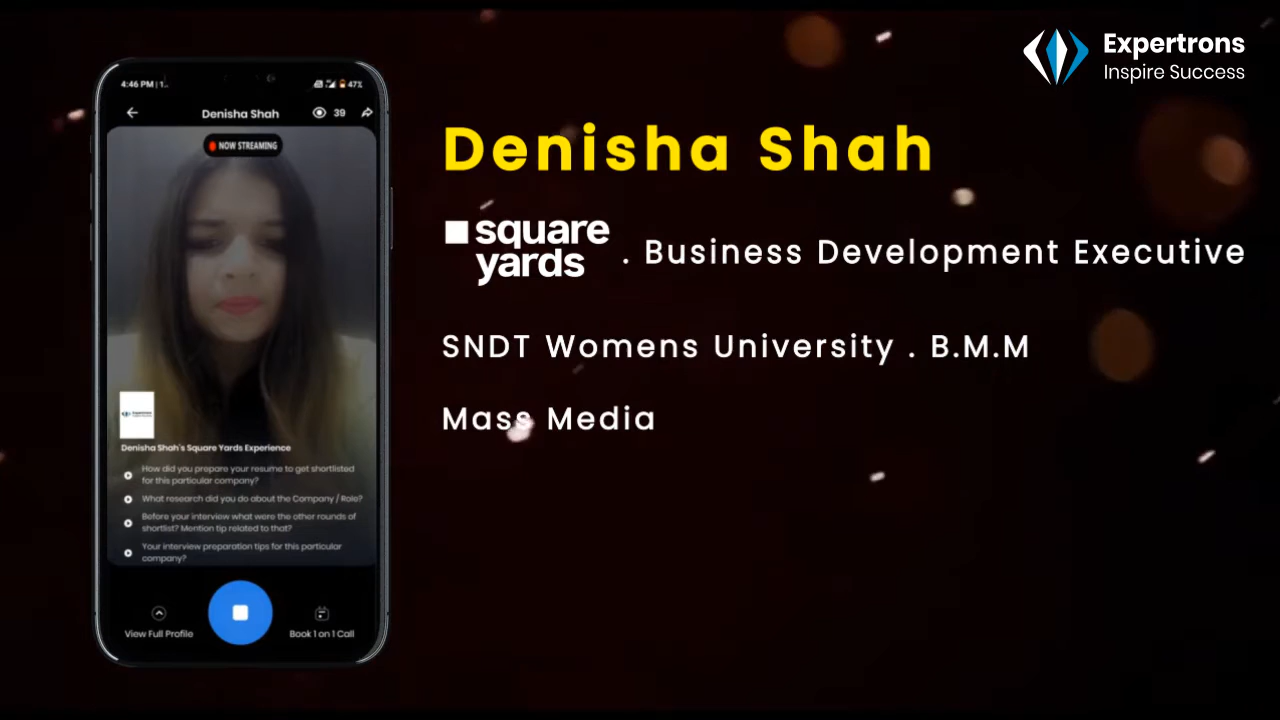 Expertrons
Inspire Success
4:46 PM | 1..
47%
Denisha Shah
39
NOW STREAMING
Denisha Shah's Square Yards Experience
How did you prepare your resume to get shortlisted
for this particular company?
What research did you do about the Company / Role?
Before your interview what were the other rounds of
shortlist? Mention tip related to that?
Your interview preparation tips for this particular
company?
View Full Profile
Book 1 on 1 Call
Denisha Shah
square
yards
. Business Development Executive
SNDT Womens University . B.M.M
Mass Media